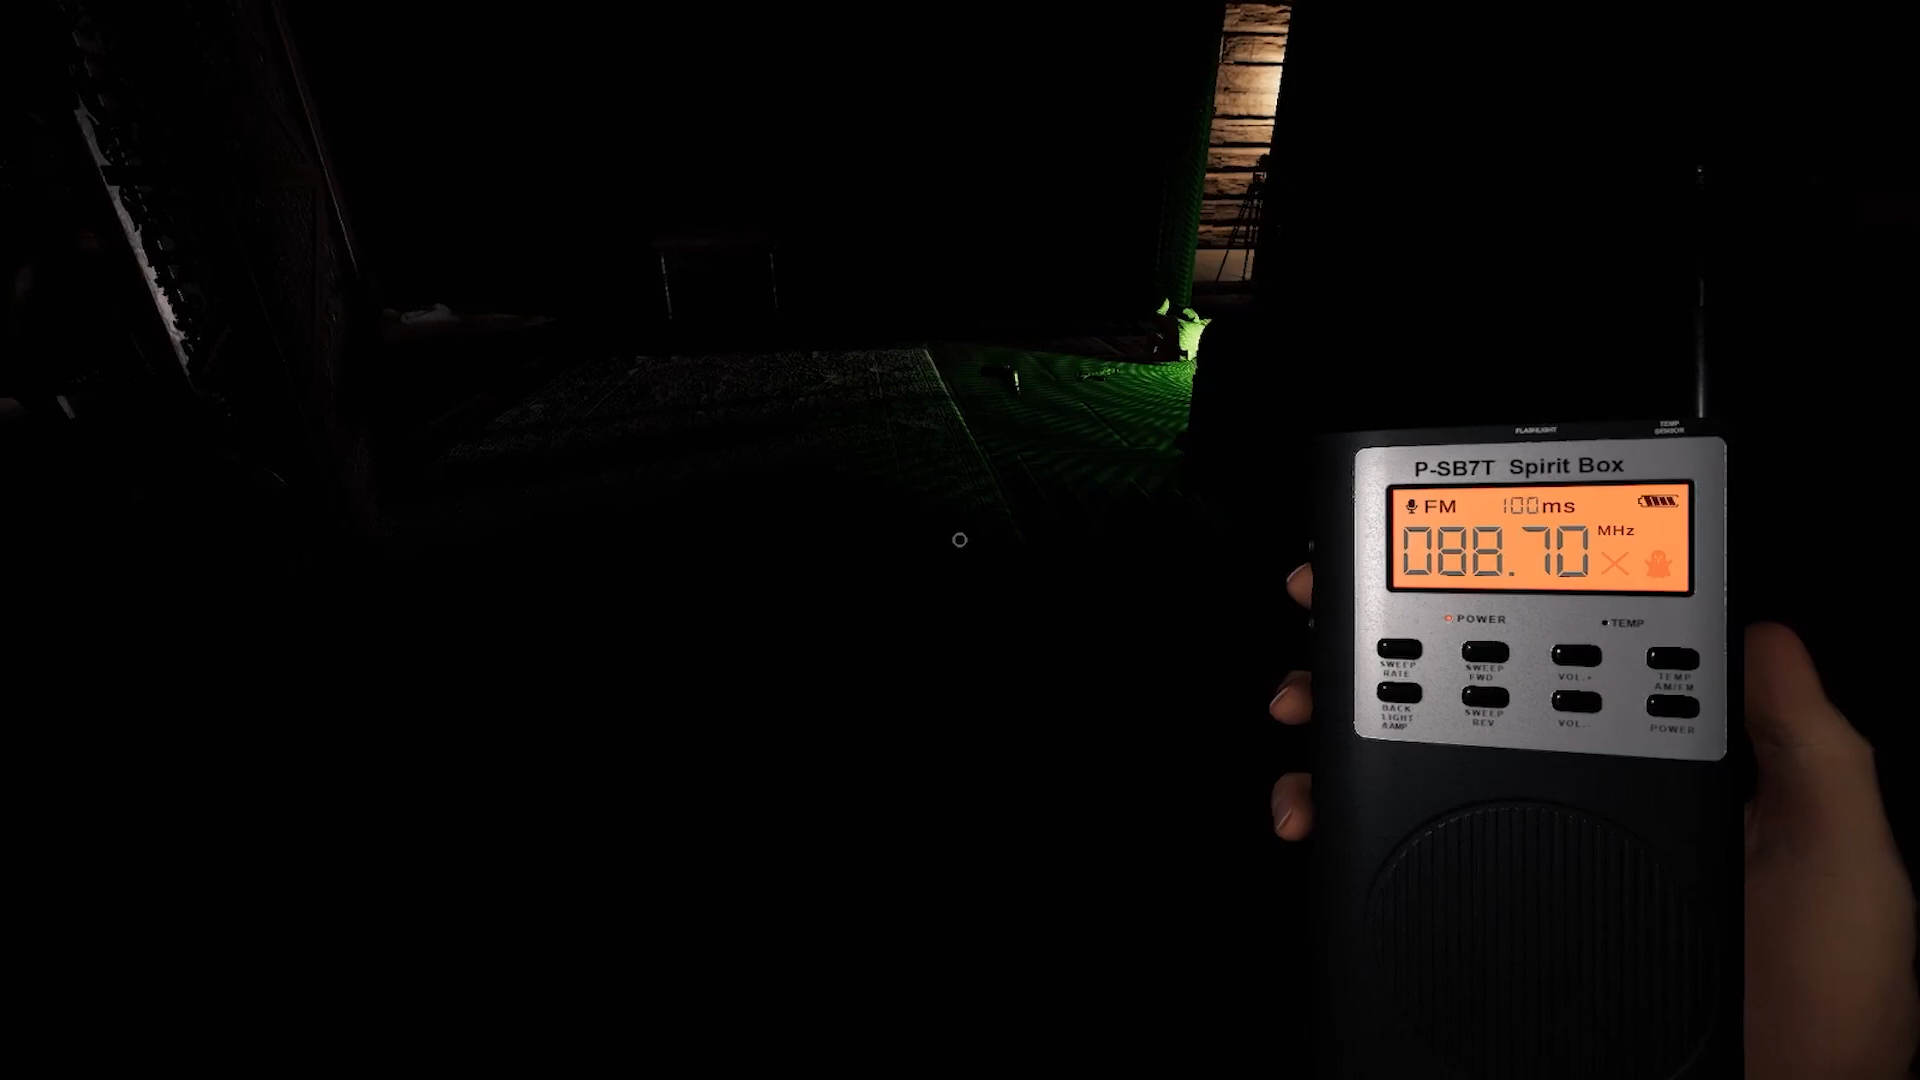 FLASHLIGHT
TEMP
SENSOR
P-SB7T Spirit Box
FM 100ms
088.70 MHz
POWER
TEMP
SWEEP
RATE
SWEEP
FWD
VOL.+
TEMP
AM/FM
BACK
LIGHT
&AMP
SWEEP
REV
VOL-
POWER